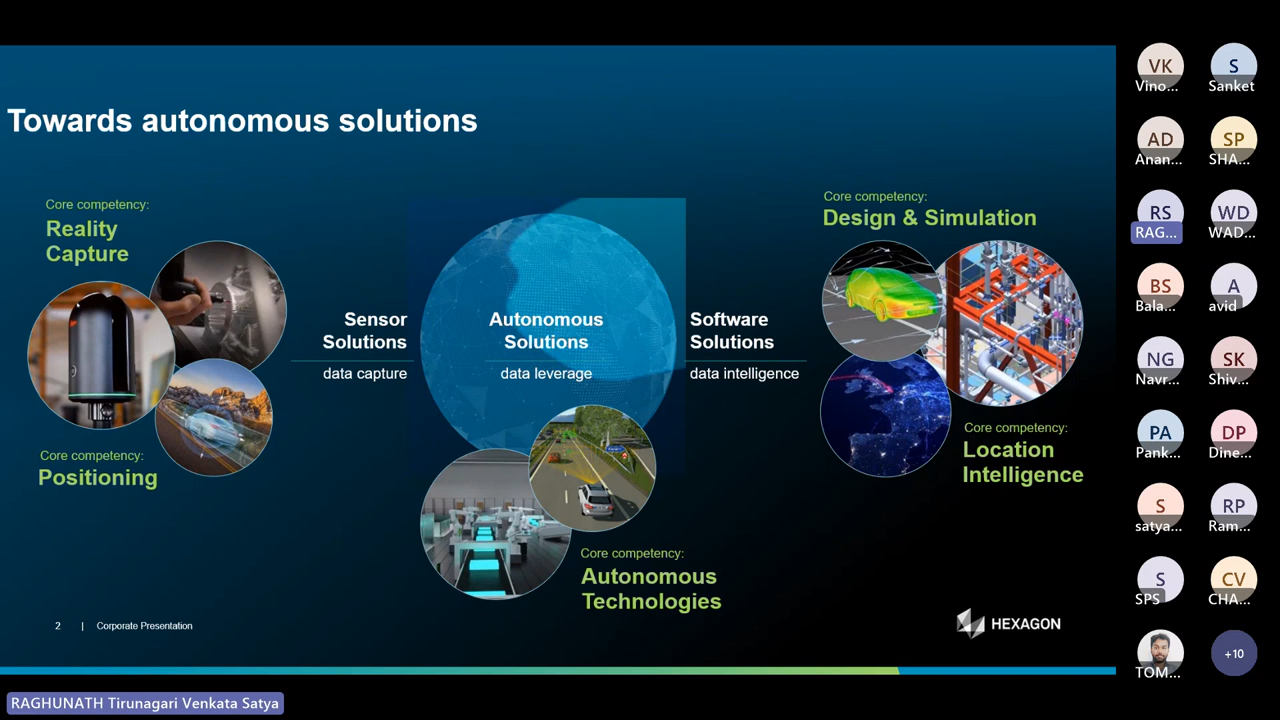 Towards autonomous solutions
Core competency:
Reality
Capture
Core competency:
Positioning
Sensor
Solutions
data capture
Autonomous
Solutions
data leverage
Software
Solutions
data intelligence
Core competency:
Autonomous
Technologies
Core competency:
Design & Simulation
Core competency:
Location
Intelligence
2 | Corporate Presentation
HEXAGON
RAGHUNATH Tirunagari Venkata Satya
VK
Vino...
S
Sanket
AD
Anan...
SP
SHA...
RS
RAG...
WD
WAD...
BS
Bala...
A
avid
NG
Navr...
SK
Shiv...
PA
Pank...
DP
Dine...
S
satya...
RP
Ram...
S
SPS
CV
CHA...
TOM...
+10